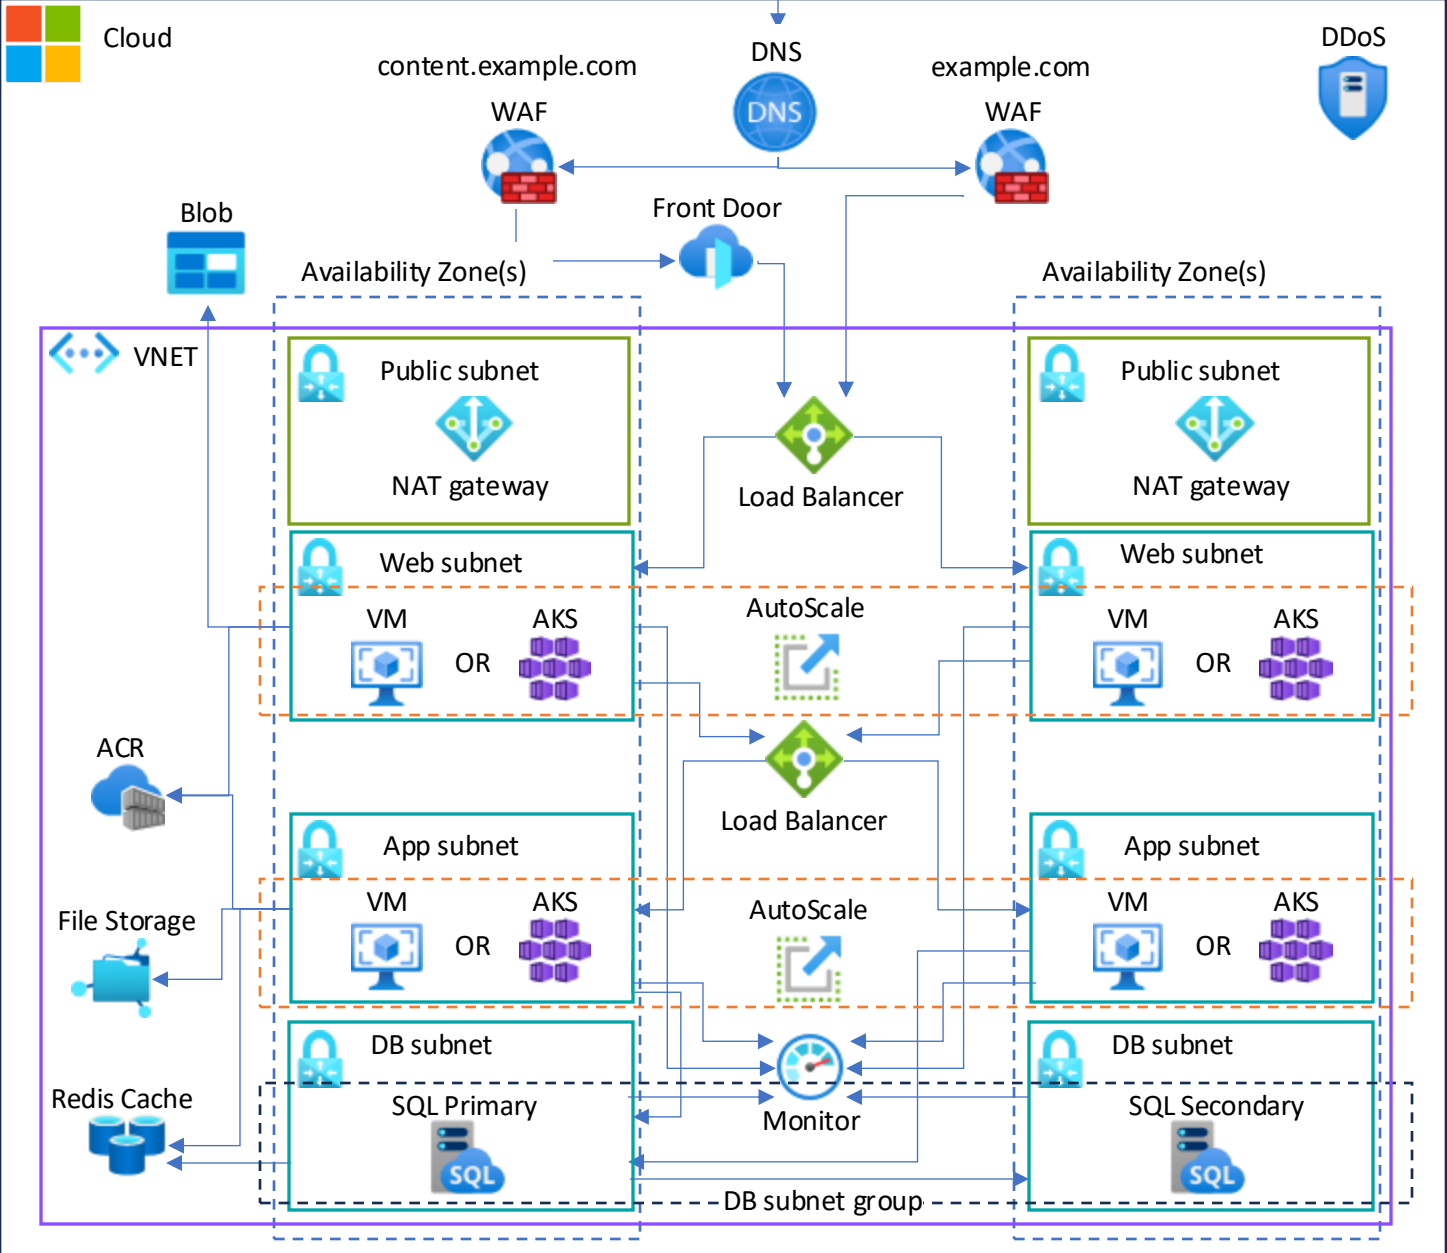 Cloud
DNS
DDoS
content.example.com
example.com
WAF
DNS
WAF
Blob
Front Door
Availability Zone(s)
Availability Zone(s)
VNET
Public subnet
Public subnet
NAT gateway
Load Balancer
NAT gateway
Web subnet
Web subnet
VM
OR
AKS
AutoScale
VM
OR
AKS
ACR
Load Balancer
App subnet
App subnet
File Storage
VM
OR
AKS
AutoScale
VM
OR
AKS
DB subnet
DB subnet
Redis Cache
SQL Primary
Monitor
SQL Secondary
SQL
SQL
DB subnet group